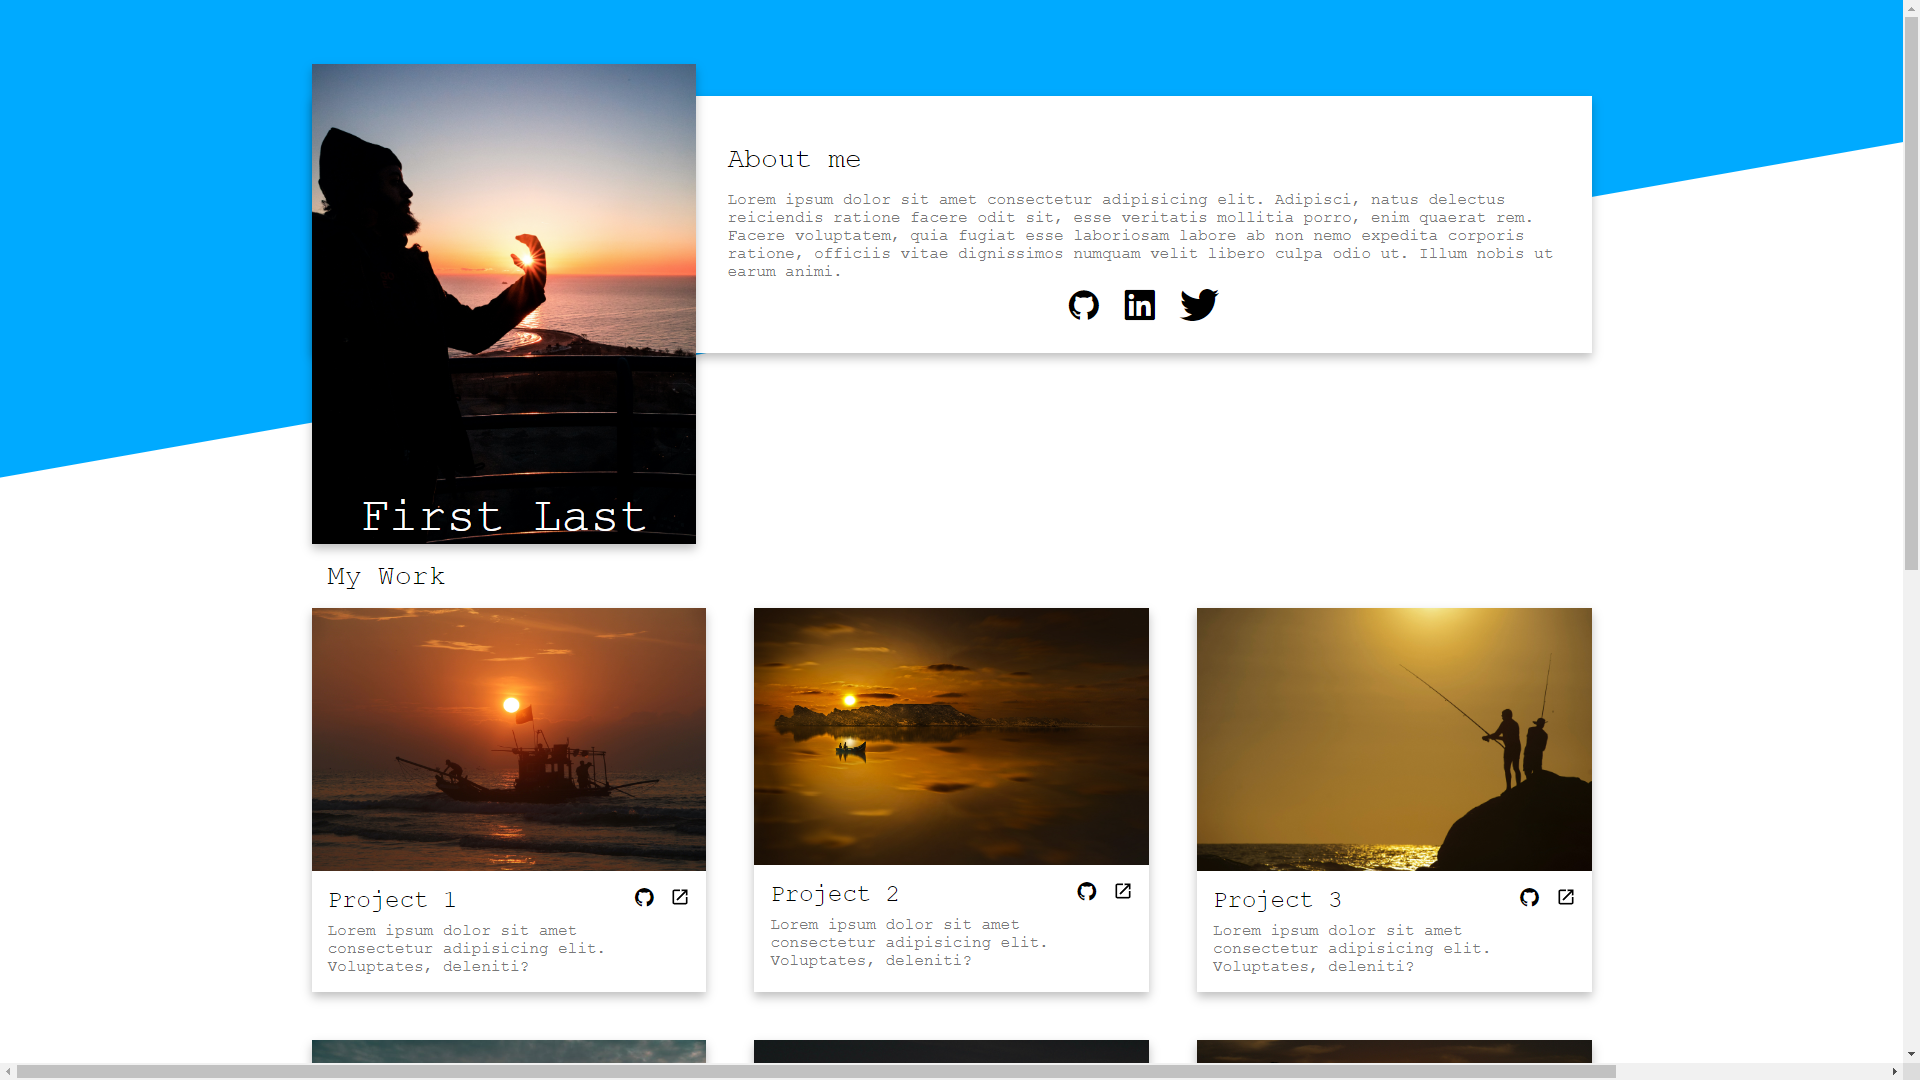 About me
Lorem ipsum dolor sit amet consectetur adipisicing elit. Adipisci, natus delectus
reiciendis ratione facere odit sit, esse veritatis mollitia porro, enim quaerat rem.
Facere voluptatem, quia fugiat esse laboriosam labore ab non nemo expedita corporis
ratione, officiis vitae dignissimos numquam velit libero culpa odio ut. Illum nobis ut
earum animi.
in
First Last
My Work
Project 1
Lorem ipsum dolor sit amet
consectetur adipisicing elit.
Voluptates, deleniti?
Project 2
Lorem ipsum dolor sit amet
consectetur adipisicing elit.
Voluptates, deleniti?
Project 3
Lorem ipsum dolor sit amet
consectetur adipisicing elit.
Voluptates, deleniti?